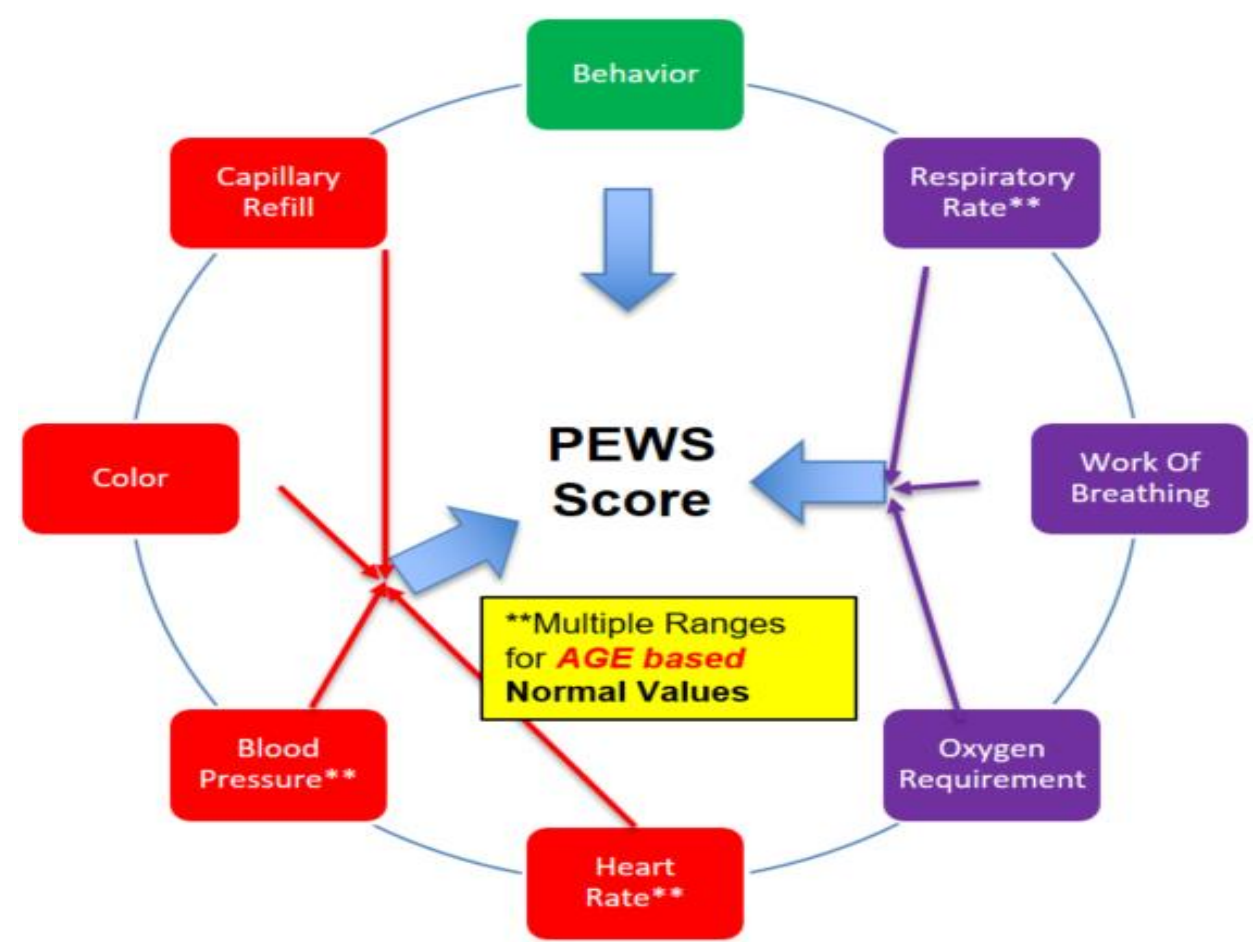 Behavior
Capillary
Refill
Respiratory
Rate**
Color
PEWS
Score
Work Of
Breathing
**Multiple Ranges
for AGE based
Normal Values
Blood
Pressure**
Oxygen
Requirement
Heart
Rate**